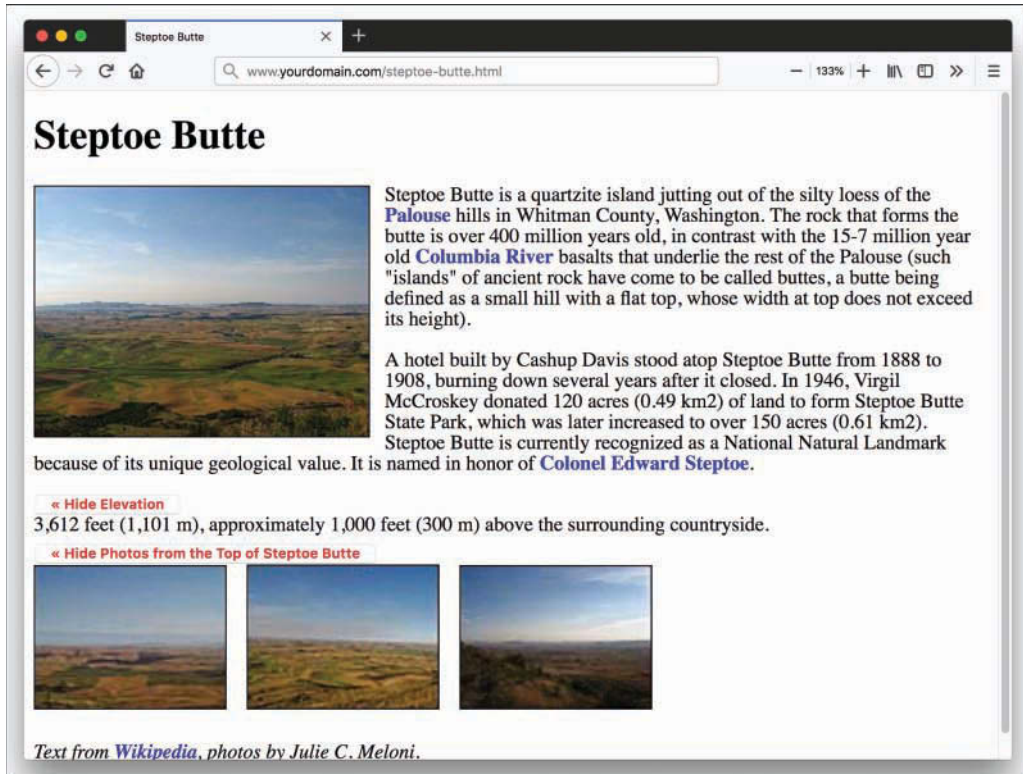 Steptoe Butte
www.yourdomain.com/steptoe-butte.html
133%
Steptoe Butte
Steptoe Butte is a quartzite island jutting out of the silty loess of the
Palouse hills in Whitman County, Washington. The rock that forms the
butte is over 400 million years old, in contrast with the 15-7 million year
old Columbia River basalts that underlie the rest of the Palouse (such
"islands" of ancient rock have come to be called buttes, a butte being
defined as a small hill with a flat top, whose width at top does not exceed
its height).
A hotel built by Cashup Davis stood atop Steptoe Butte from 1888 to
1908, burning down several years after it closed. In 1946, Virgil
McCroskey donated 120 acres (0.49 km2) of land to form Steptoe Butte
State Park, which was later increased to over 150 acres (0.61 km2).
Steptoe Butte is currently recognized as a National Natural Landmark
because of its unique geological value. It is named in honor of Colonel Edward Steptoe.
« Hide Elevation
3,612 feet (1,101 m), approximately 1,000 feet (300 m) above the surrounding countryside.
« Hide Photos from the Top of Steptoe Butte
Text from Wikipedia, photos by Julie C. Meloni.